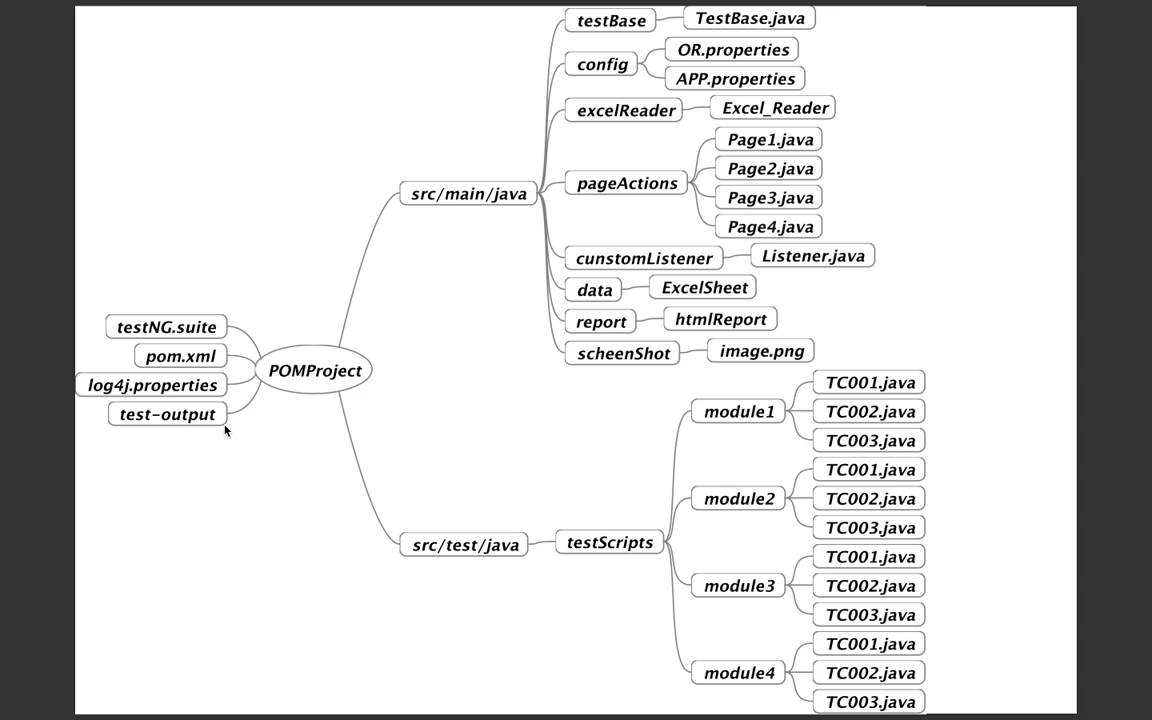 testBase
TestBase.java
config
OR.properties
APP.properties
excelReader
Excel_Reader
pageActions
Page1.java
Page2.java
Page3.java
Page4.java
src/main/java
cunstomListener
Listener.java
data
ExcelSheet
report
htmlReport
scheenShot
image.png
testNG.suite
pom.xml
log4j.properties
test-output
POMProject
src/test/java
testScripts
module1
TC001.java
TC002.java
TC003.java
module2
TC001.java
TC002.java
TC003.java
module3
TC001.java
TC002.java
TC003.java
module4
TC001.java
TC002.java
TC003.java